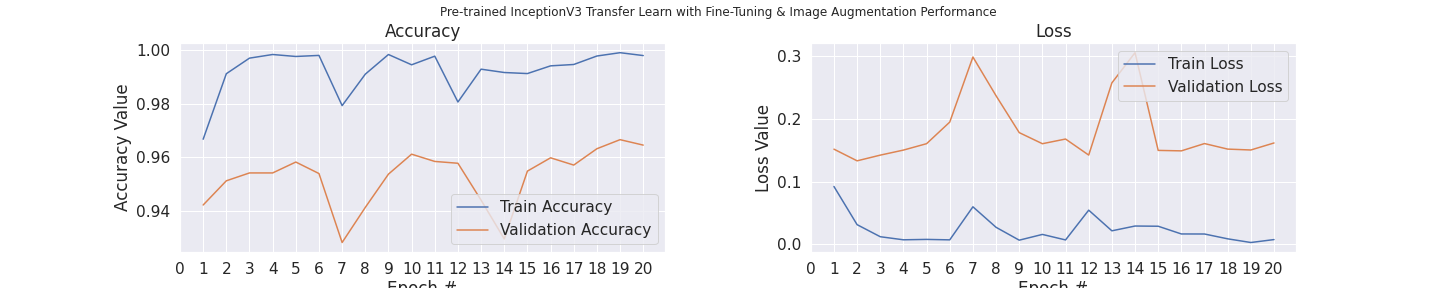 Pre-trained InceptionV3 Transfer Learn with Fine-Tuning & Image Augmentation Performance
Accuracy
Accuracy Value
1.00
0.98
0.96
0.94
Train Accuracy
Validation Accuracy
0 1 2 3 4 5 6 7 8 9 10 11 12 13 14 15 16 17 18 19 20
Epoch #
Loss
Loss Value
0.3
0.2
0.1
0.0
Train Loss
Validation Loss
0 1 2 3 4 5 6 7 8 9 10 11 12 13 14 15 16 17 18 19 20
Epoch #